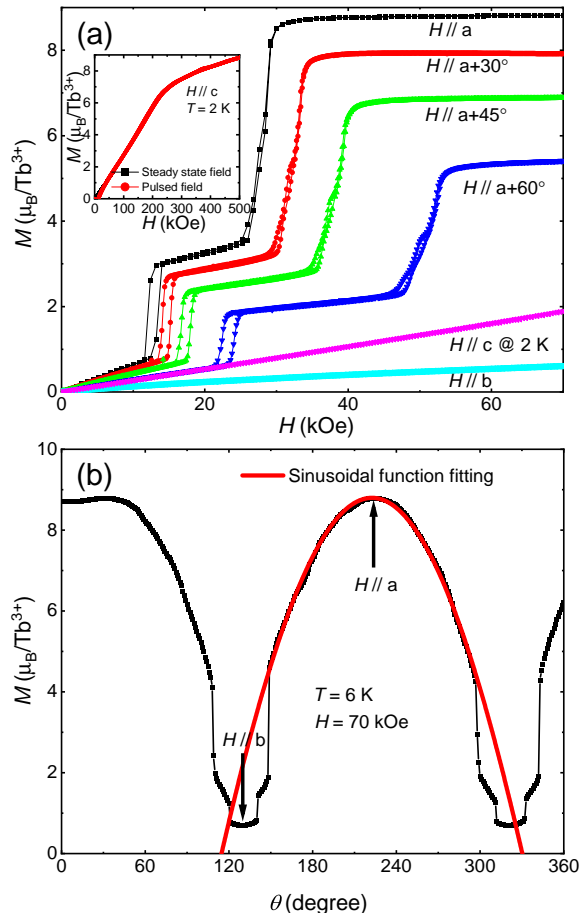 (a)
H // a
H // a+30°
H // a+45°
H // a+60°
H // c @ 2 K
H // b
M (μB/Tb3+)
8
6
4
2
0
0 20 40 60
H (kOe)
H // c
T = 2 K
Steady state field
Pulsed field
M (μB/Tb3+)
8
6
4
2
0
0 100 200 300 400 500
H (kOe)
(b)
Sinusoidal function fitting
H // a
H // b
T = 6 K
H = 70 kOe
M (μB/Tb3+)
10
8
6
4
2
0
0 60 120 180 240 300 360
θ (degree)